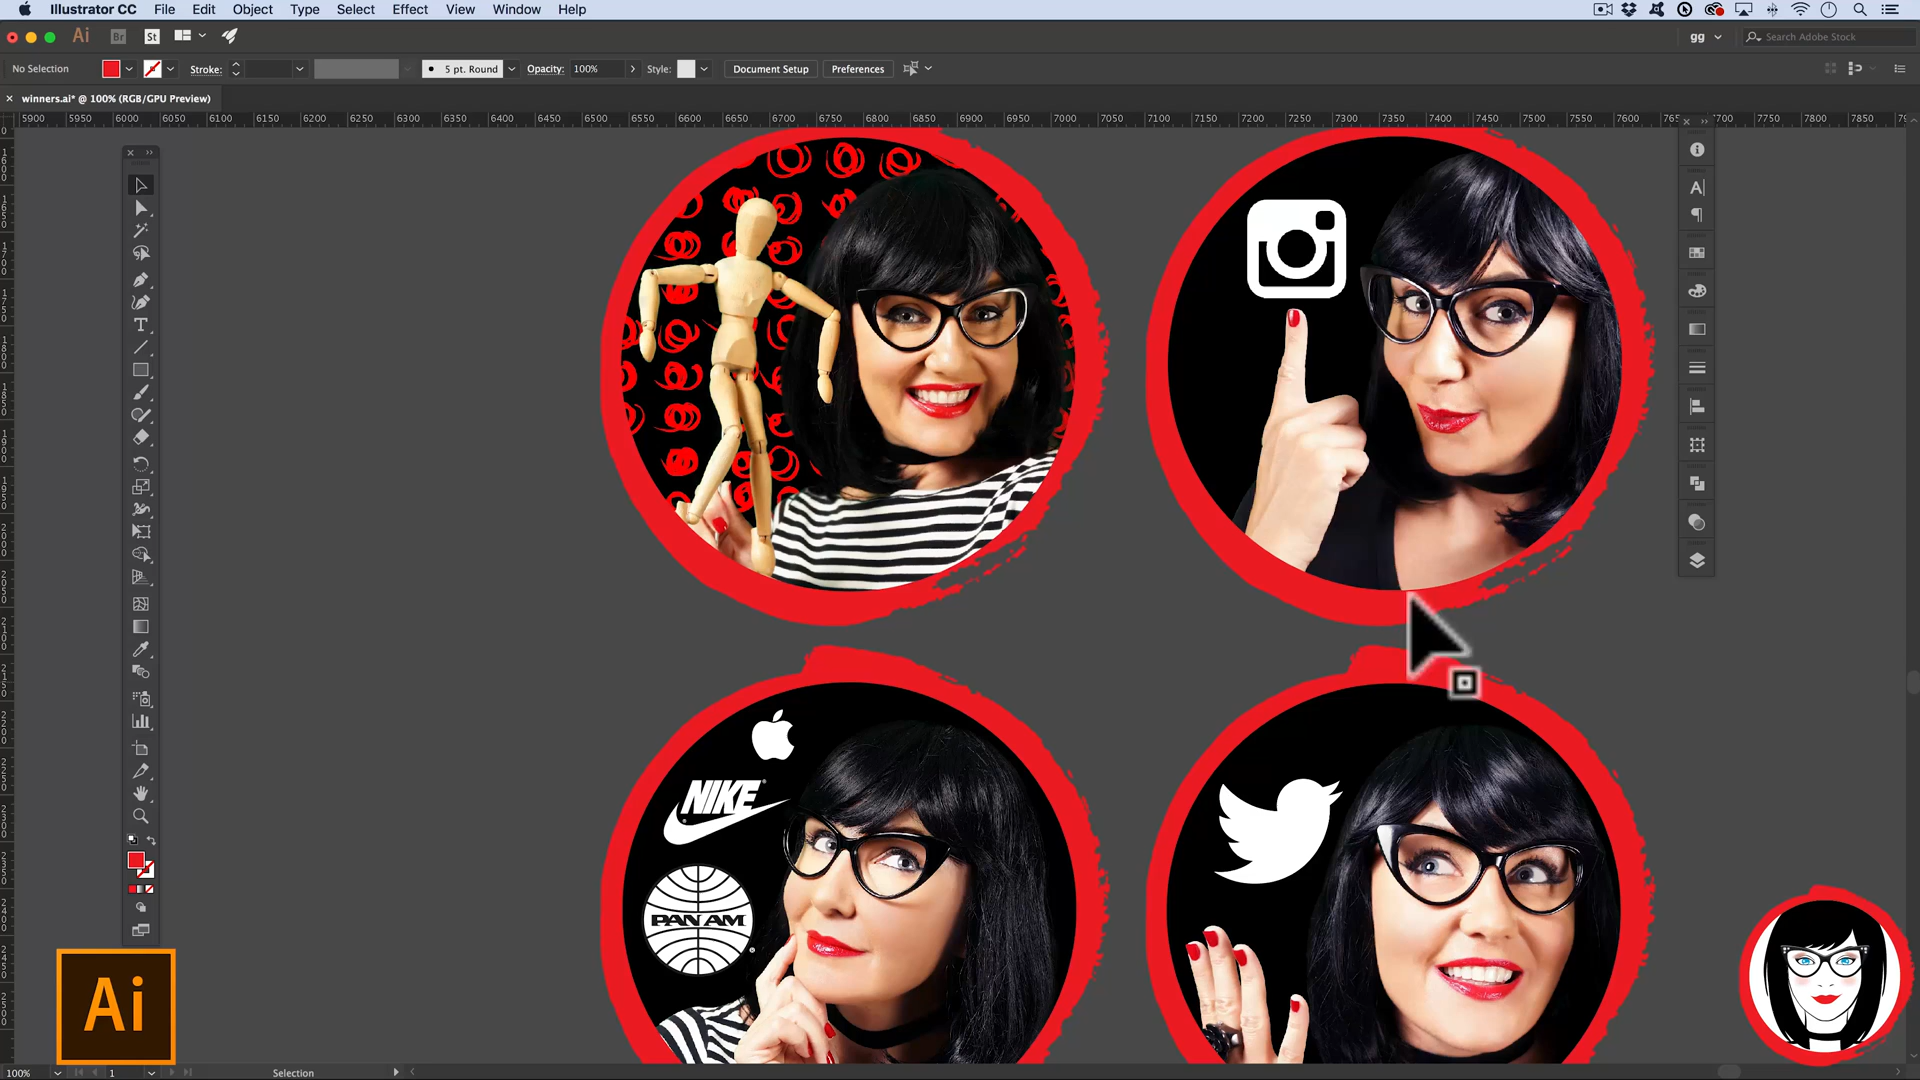 Illustrator CC File Edit Object Type Select Effect View Window Help
Ai Br St gg Search Adobe Stock
No Selection Stroke: 5 pt. Round Opacity: 100% Style: Document Setup Preferences
× winners.ai* @ 100% (RGB/GPU Preview)
5900 5950 6000 6050 6100 6150 6200 6250 6300 6350 6400 6450 6500 6550 6600 6650 6700 6750 6800 6850 6900 6950 7000 7050 7100 7150 7200 7250 7300 7350 7400 7450 7500 7550 7600 7700 7750 7800 7850
NIKE
PAN AM
Ai
100% 1 Selection